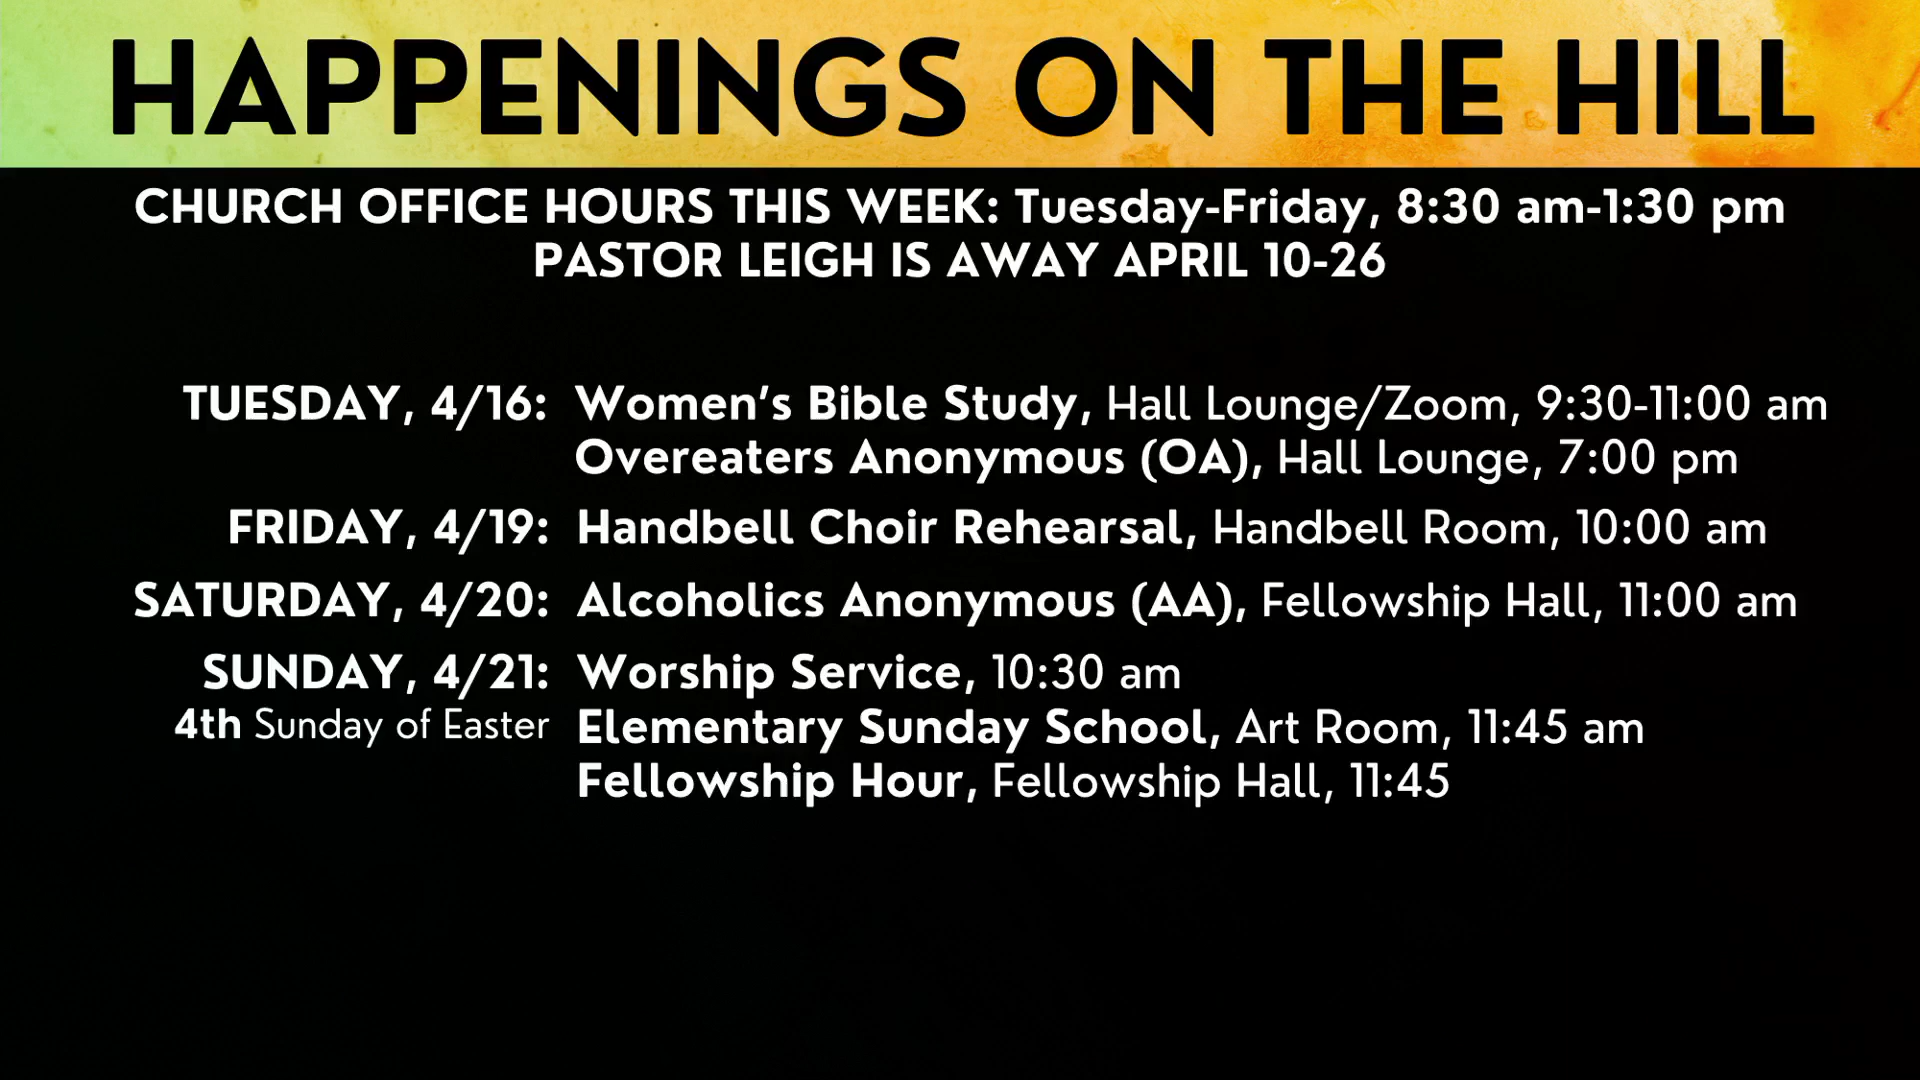 HAPPENINGS ON THE HILL
CHURCH OFFICE HOURS THIS WEEK: Tuesday-Friday, 8:30 am-1:30 pm
PASTOR LEIGH IS AWAY APRIL 10-26
TUESDAY, 4/16: Women's Bible Study, Hall Lounge/Zoom, 9:30-11:00 am
Overeaters Anonymous (OA), Hall Lounge, 7:00 pm
FRIDAY, 4/19: Handbell Choir Rehearsal, Handbell Room, 10:00 am
SATURDAY, 4/20: Alcoholics Anonymous (AA), Fellowship Hall, 11:00 am
SUNDAY, 4/21: Worship Service, 10:30 am
4th Sunday of Easter Elementary Sunday School, Art Room, 11:45 am
Fellowship Hour, Fellowship Hall, 11:45